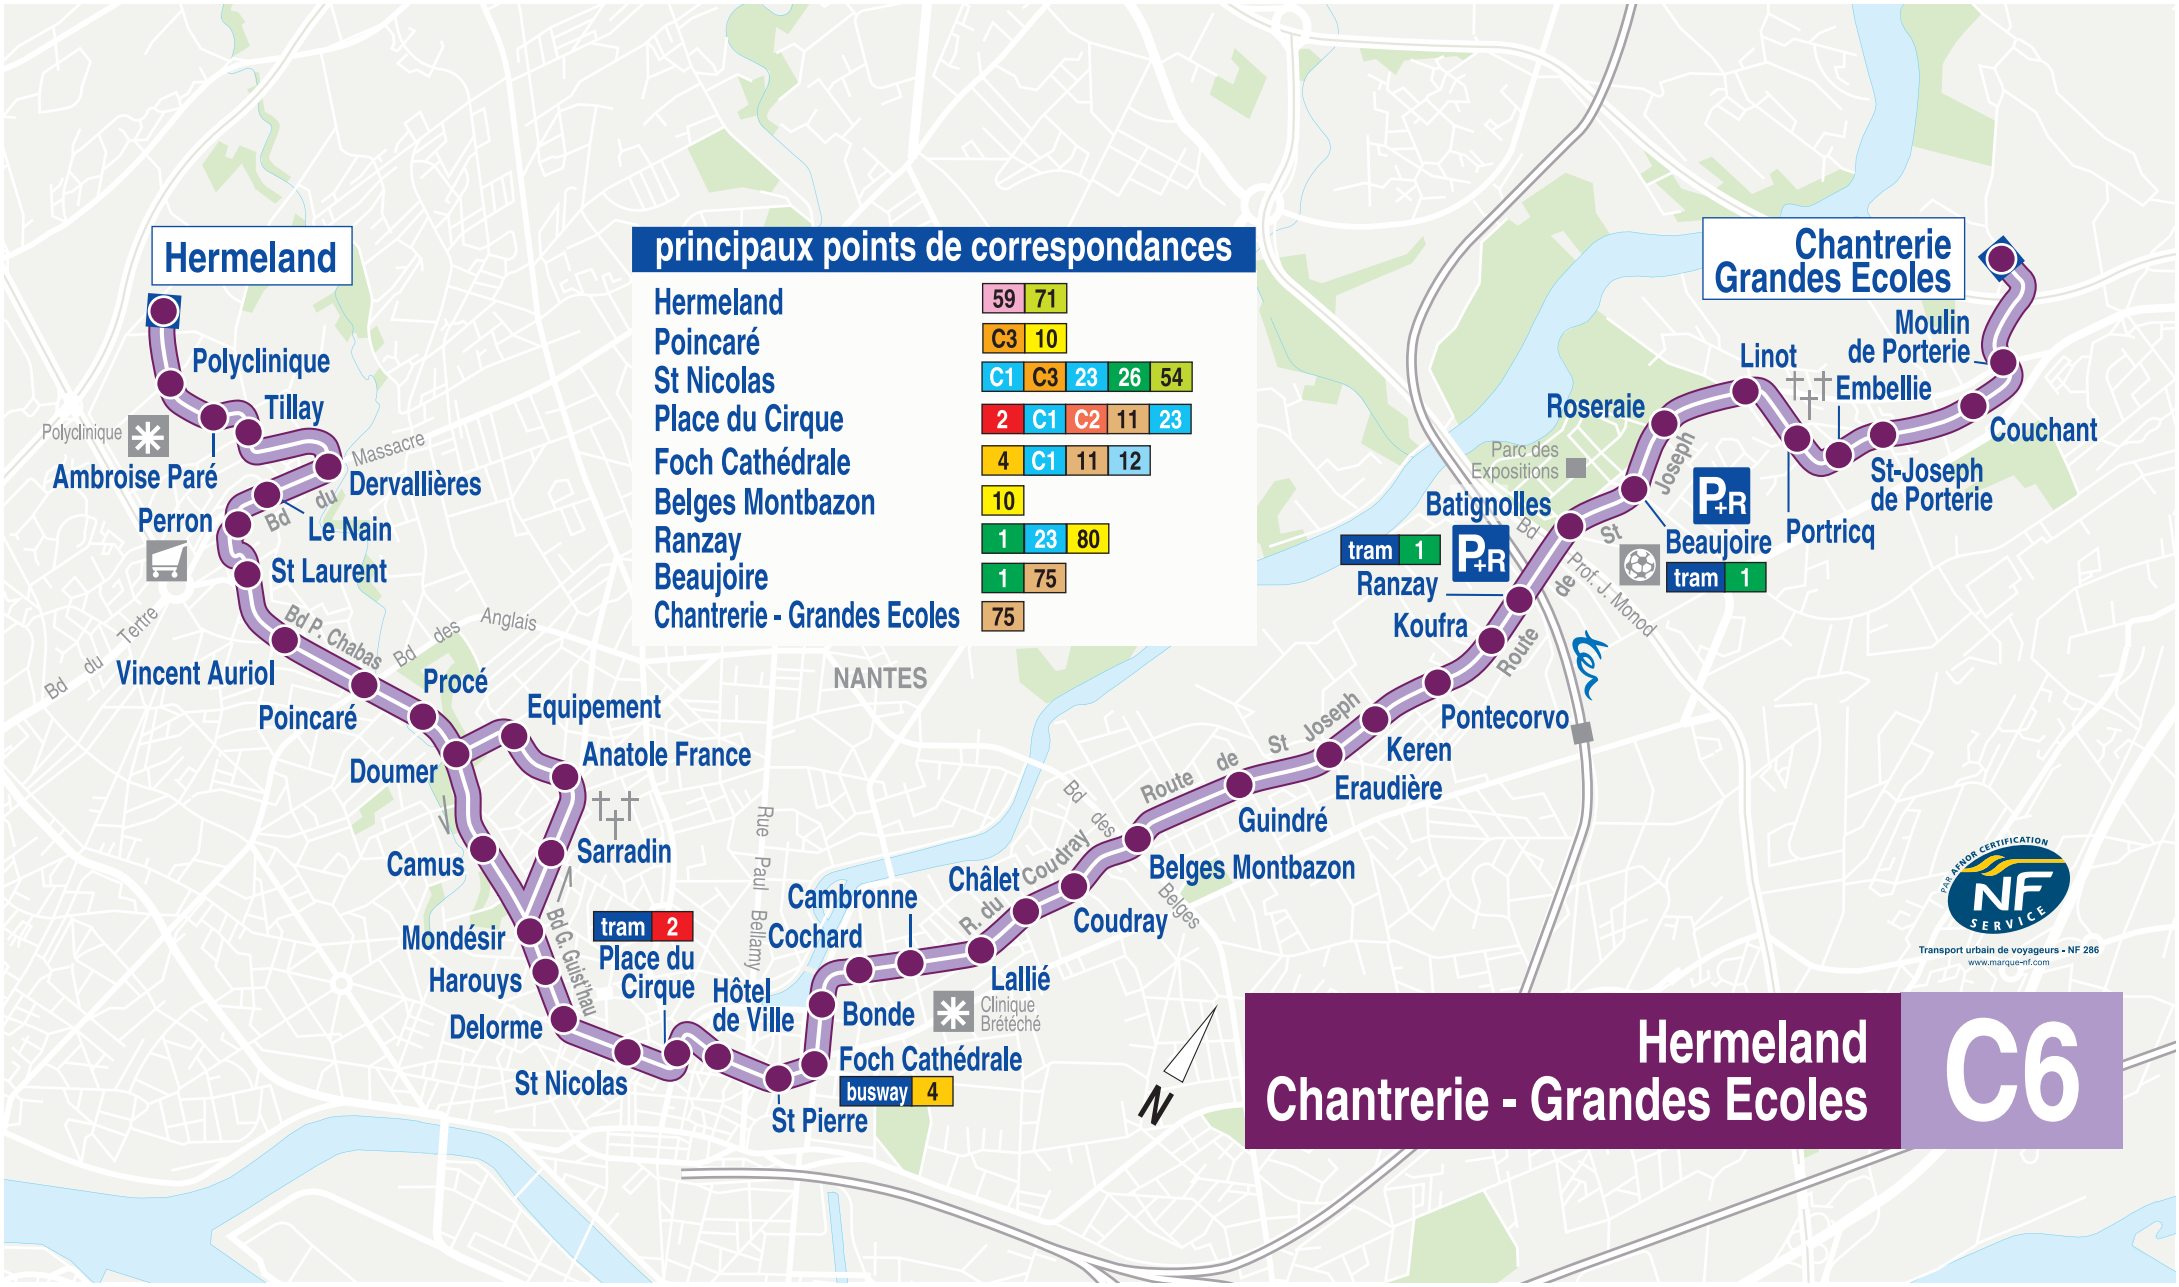 Hermeland
Polyclinique
Tillay
Polyclinique
Ambroise Paré
Massacre
du
Bd
Dervallières
Perron
Le Nain
St Laurent
Bd du Tertre
Bd P. Chabas
Bd des Anglais
Vincent Auriol
Poincaré
Procé
Equipement
Anatole France
Doumer
Camus
Sarradin
Mondésir
Harouys
Bd G. Guist'hau
Delorme
St Nicolas
tram 2
Place du
Cirque
Hôtel
de Ville
St Pierre
Rue Paul Bellamy
Foch Cathédrale
busway 4
Bonde
Cochard
Cambronne
Lallié
Clinique
Brétéché
Châlet
R. du Coudray
Coudray
Bd des Belges
Belges Montbazon
Route de St Joseph
Guindré
Eraudière
Keren
Pontecorvo
Koufra
Ranzay
tram 1
P+R
Batignolles
Bd Prof. J. Monod
Route de St Joseph
ter
Parc des
Expositions
Roseraie
Beaujoire
tram 1
P+R
Linot
Portricq
Embellie
St-Joseph
de Porterie
Couchant
Moulin
de Porterie
Chantrerie
Grandes Ecoles
NANTES
principaux points de correspondances
Hermeland 59 71
Poincaré C3 10
St Nicolas C1 C3 23 26 54
Place du Cirque 2 C1 C2 11 23
Foch Cathédrale 4 C1 11 12
Belges Montbazon 10
Ranzay 1 23 80
Beaujoire 1 75
Chantrerie - Grandes Ecoles 75
PAR AFNOR CERTIFICATION
NF
SERVICE
Transport urbain de voyageurs - NF 286
www.marque-nf.com
N
Hermeland
Chantrerie - Grandes Ecoles
C6